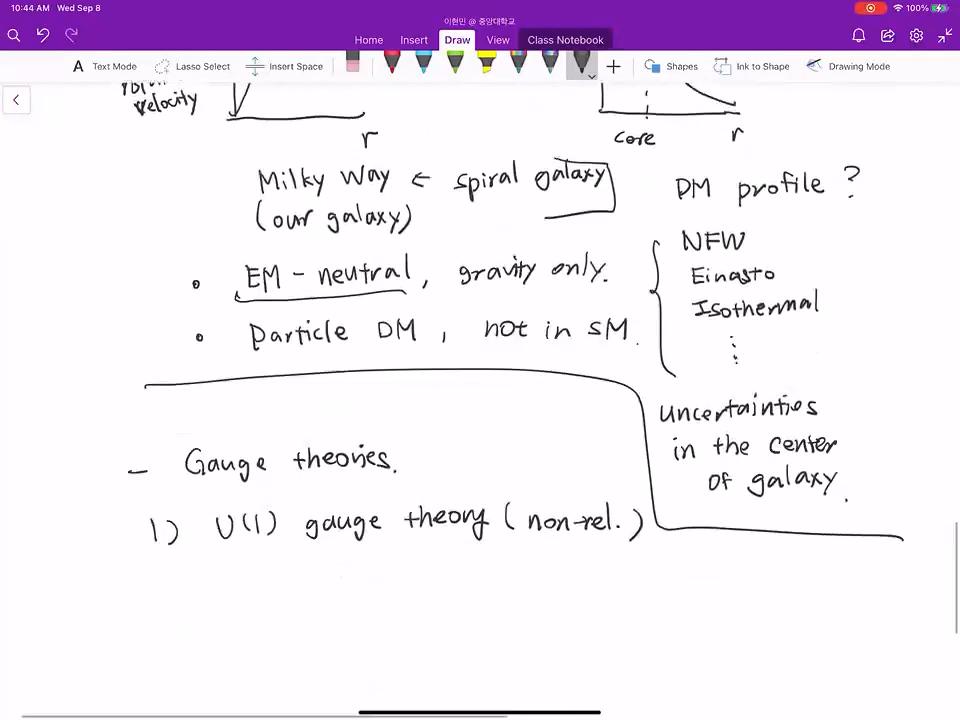 10:44 AM Wed Sep 8
100%
이현민 @ 중앙대학교
Home Insert Draw View Class Notebook
Text Mode Lasso Select Insert Space Shapes Ink to Shape Drawing Mode
velocity
r
core
r
Milky Way ← spiral galaxy
(our galaxy)
• EM-neutral, gravity only.
• Particle DM, not in SM.
DM profile?
NFW
Einasto
Isothermal
⋮
Uncertainties
in the center
of galaxy.
- Gauge theories.
1) U(1) gauge theory (non-rel.)